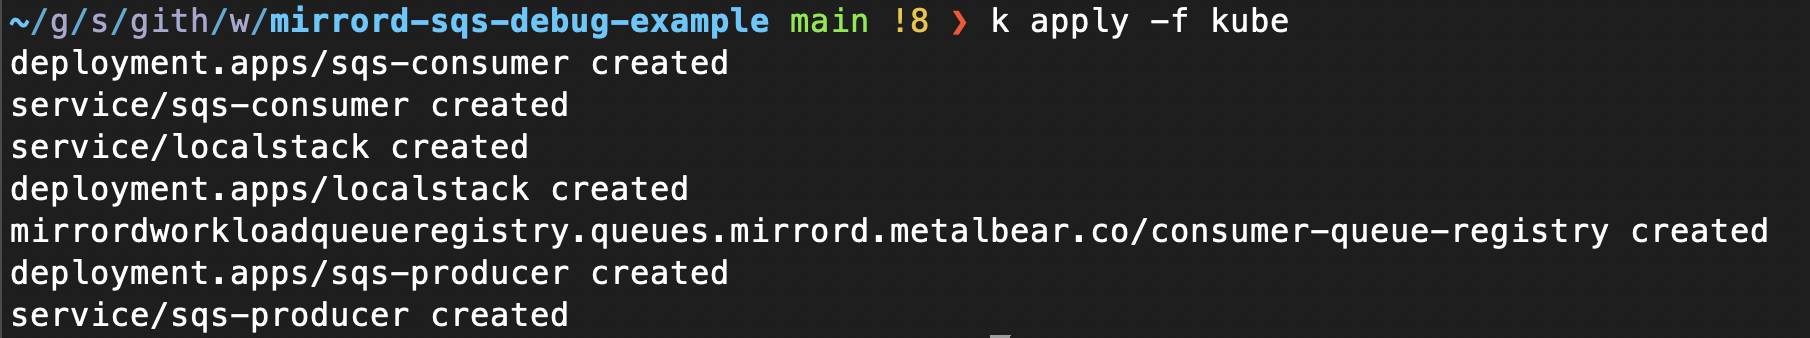 ~/g/s/gith/w/mirrord-sqs-debug-example main !8 ❯ k apply -f kube
deployment.apps/sqs-consumer created
service/sqs-consumer created
service/localstack created
deployment.apps/localstack created
mirrordworkloadqueueregistry.queues.mirrord.metalbear.co/consumer-queue-registry created
deployment.apps/sqs-producer created
service/sqs-producer created